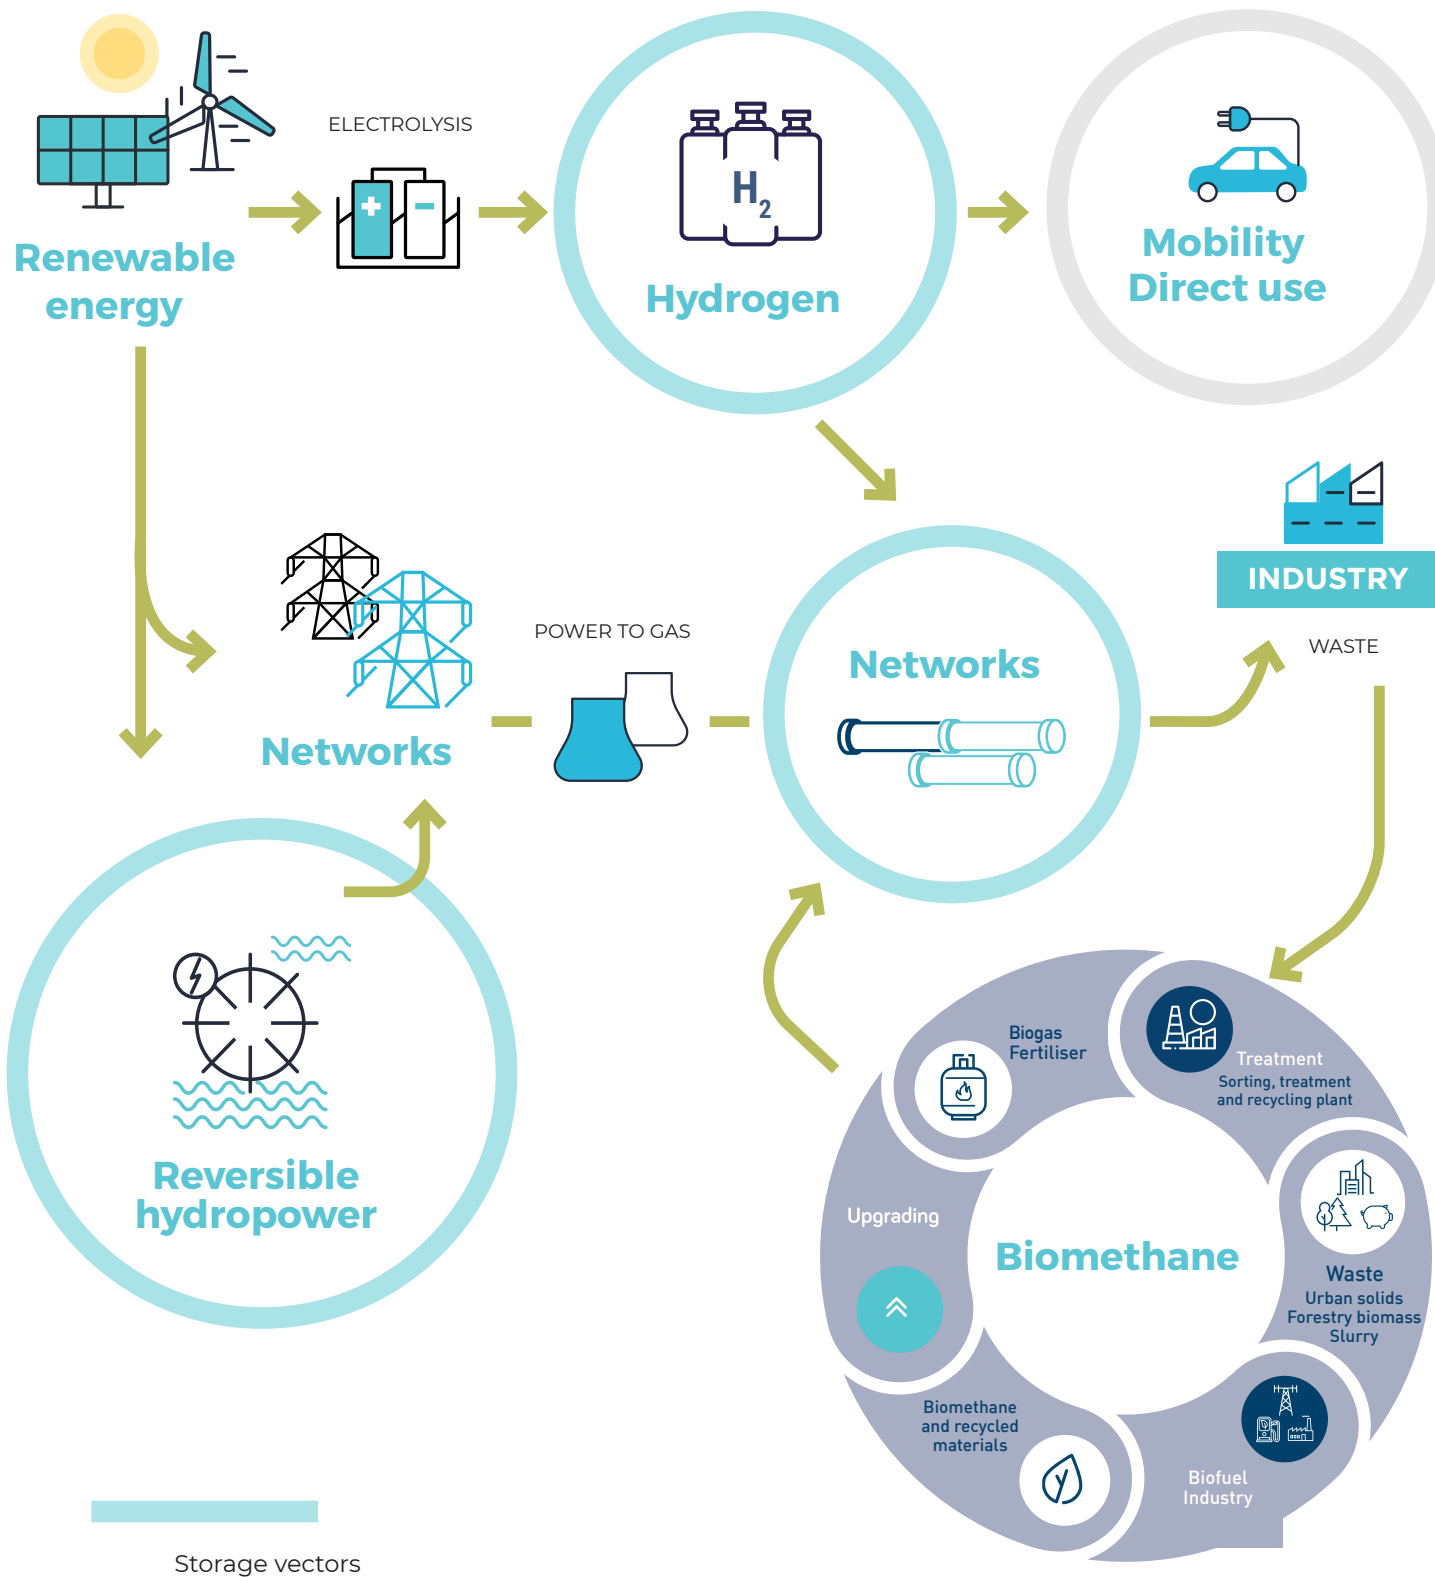 ELECTROLYSIS
Renewable
energy
H2
Hydrogen
Mobility
Direct use
INDUSTRY
WASTE
POWER TO GAS
Networks
Networks
Reversible
hydropower
Biogas
Fertiliser
Treatment
Sorting, treatment
and recycling plant
Upgrading
Biomethane
Waste
Urban solids
Forestry biomass
Slurry
Biomethane
and recycled
materials
Biofuel
Industry
Storage vectors